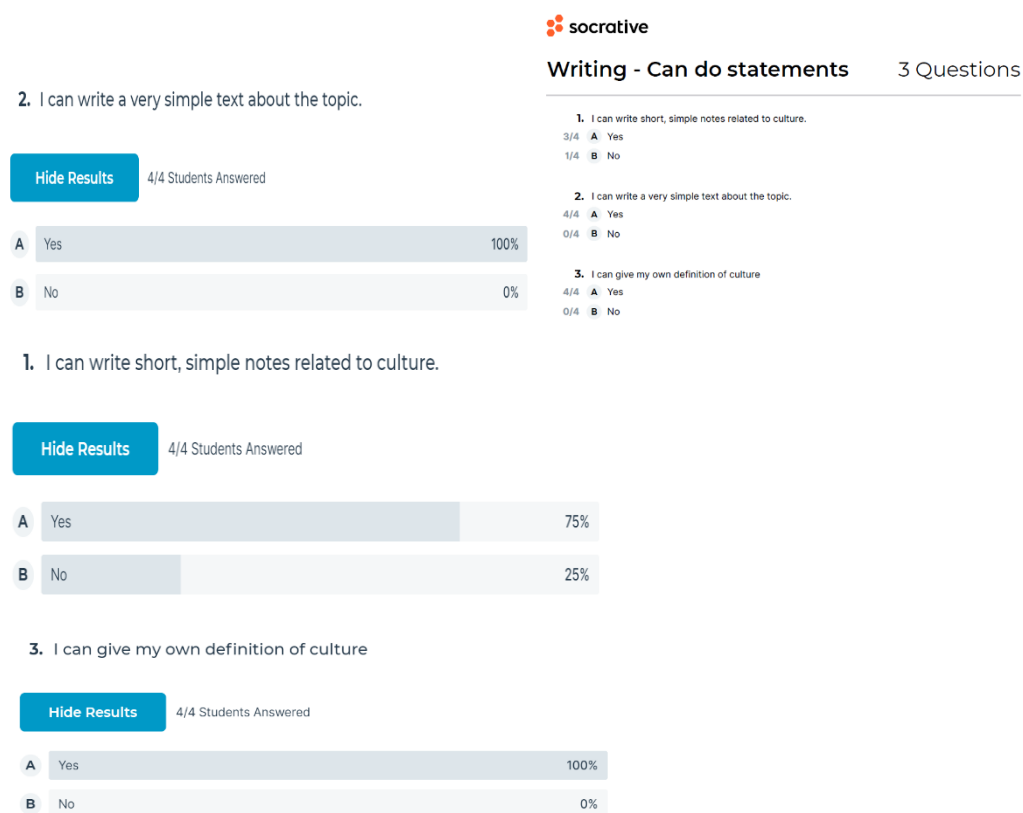 socrative
Writing - Can do statements 3 Questions
1. I can write short, simple notes related to culture.
3/4 A Yes
1/4 B No
2. I can write a very simple text about the topic.
4/4 A Yes
0/4 B No
3. I can give my own definition of culture
4/4 A Yes
0/4 B No
2. I can write a very simple text about the topic.
Hide Results 4/4 Students Answered
A Yes 100%
B No 0%
1. I can write short, simple notes related to culture.
Hide Results 4/4 Students Answered
A Yes 75%
B No 25%
3. I can give my own definition of culture
Hide Results 4/4 Students Answered
A Yes 100%
B No 0%